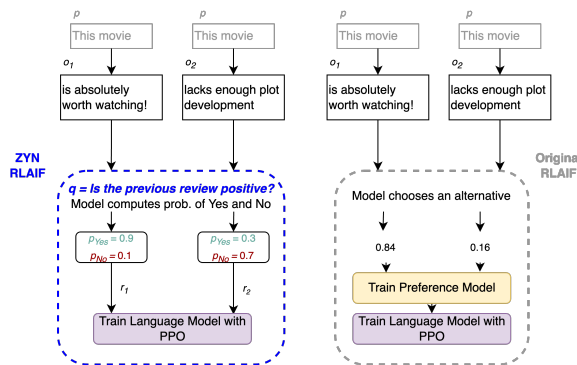 p
p
p
p
This movie
This movie
This movie
This movie
o1
o2
o1
o2
is absolutely
worth watching!
lacks enough plot
development
is absolutely
worth watching!
lacks enough plot
development
ZYN
RLAIF
Original
RLAIF
q = Is the previous review positive?
Model computes prob. of Yes and No
Model chooses an alternative
pYes = 0.9
pNo = 0.1
pYes = 0.3
pNo = 0.7
0.84
0.16
r1
r2
Train Preference Model
Train Language Model with
PPO
Train Language Model with
PPO